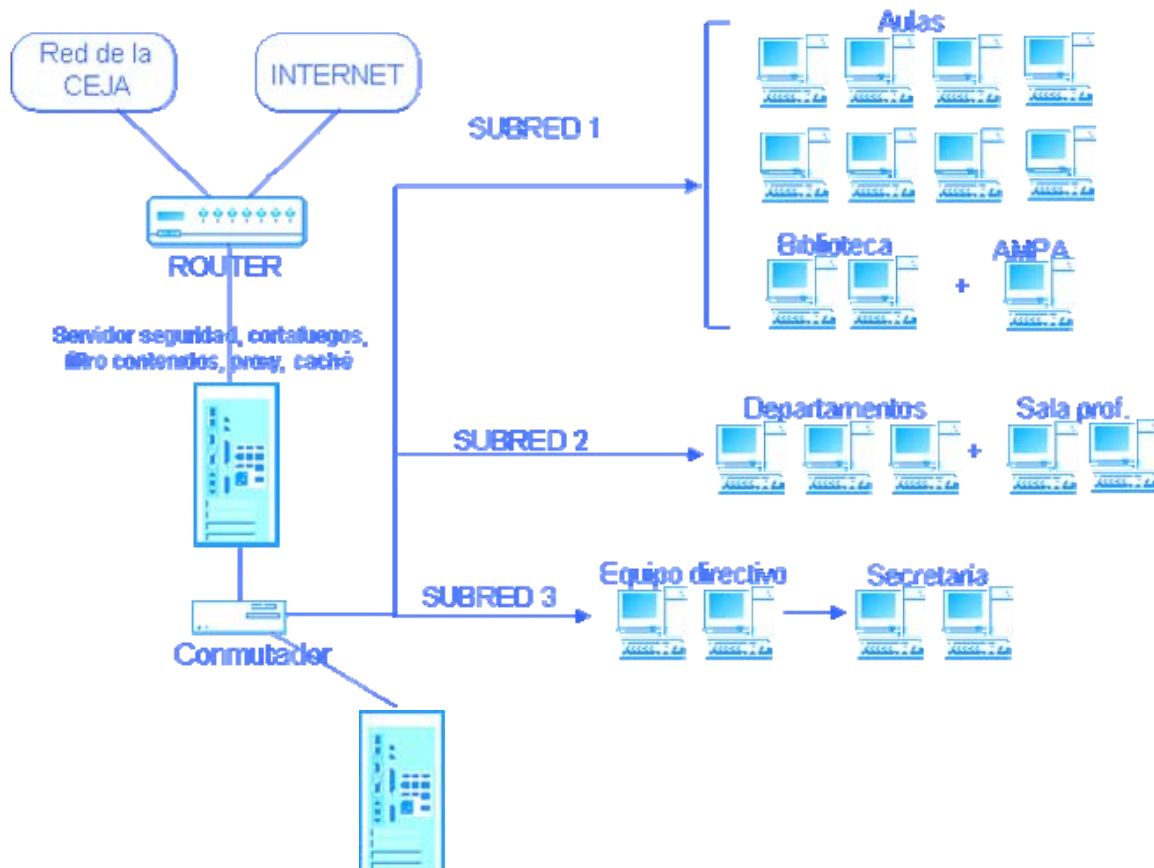 Red de la
CEJA
INTERNET
ROUTER
Servidor seguridad, cortafuegos,
filtro contenidos, proxy, caché
Conmutador
SUBRED 1
Aulas
Biblioteca
+
AMPA
SUBRED 2
Departamentos
+
Sala prof.
SUBRED 3
Equipo directivo
Secretaría